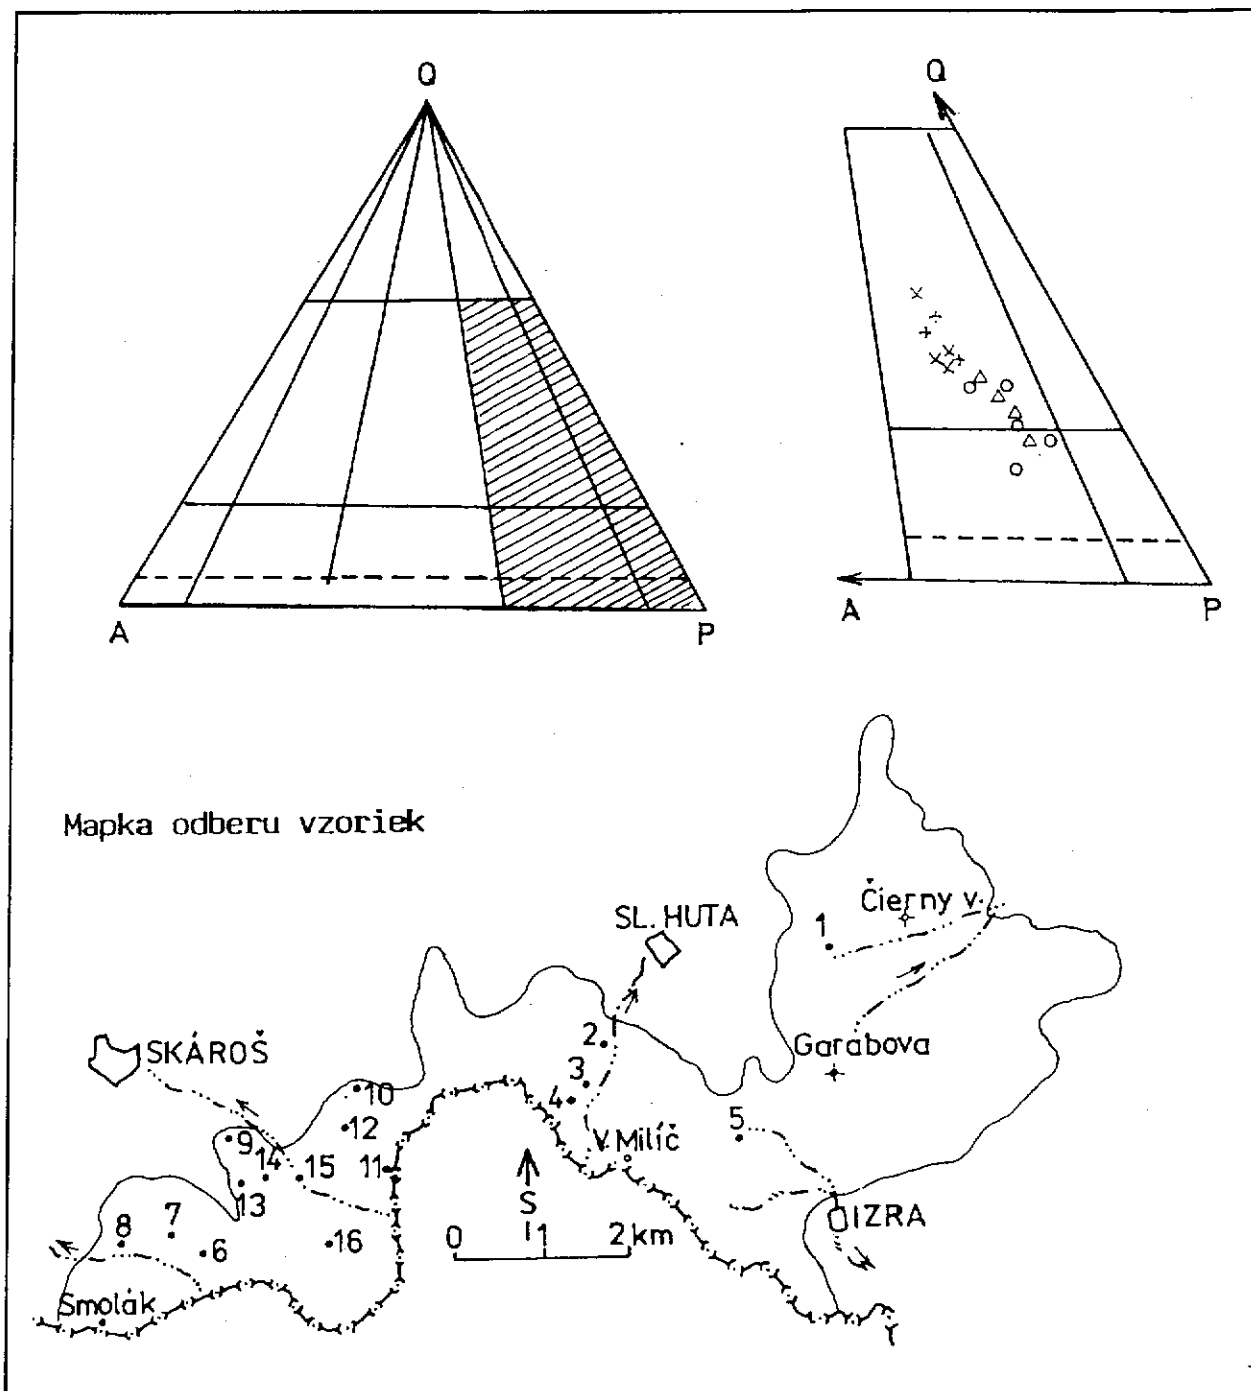 Q
A
P
Q
A
P
Mapka odberu vzoriek
Čierny v.
SL. HUTA
1
2
Garabova
SKÁROŠ
3
10
4
12
5
V. Milíč
9
14
15
11
13
S
IZRA
7
8
6
16
0 1 2 km
Smolák